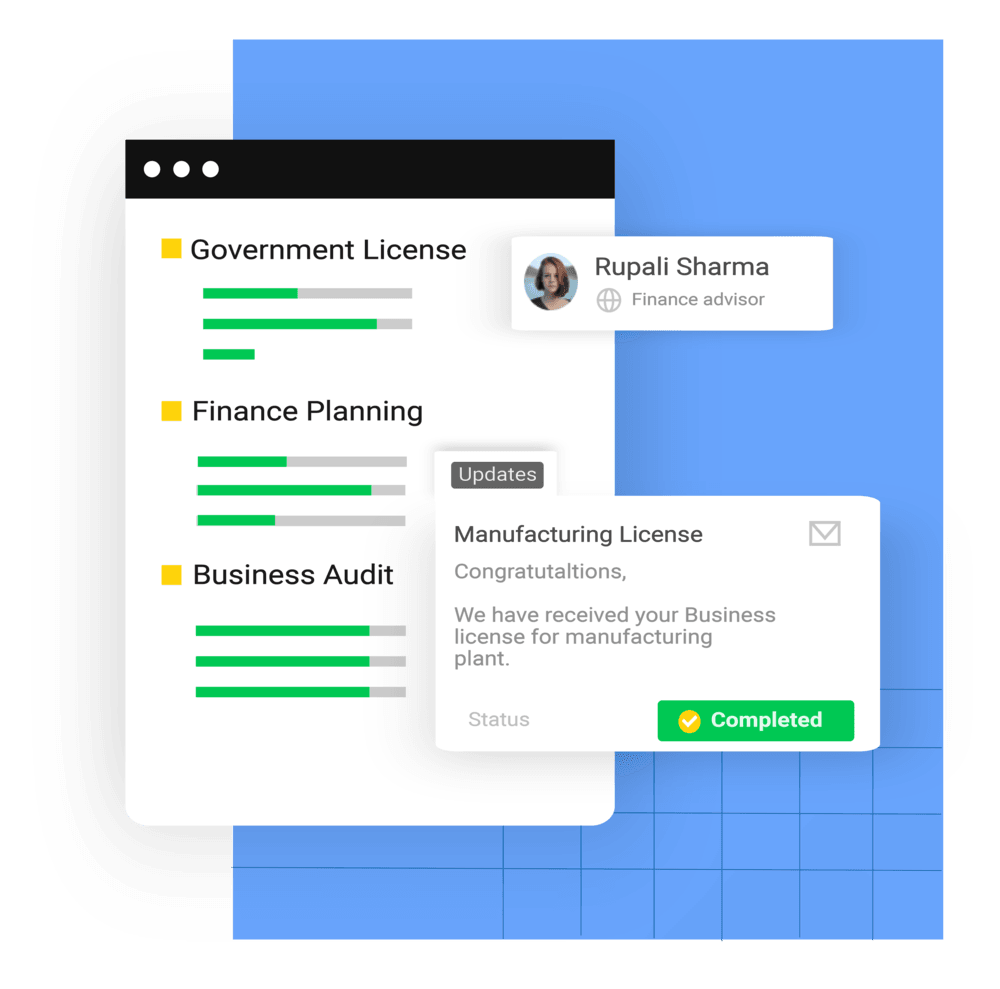 Government License
Rupali Sharma
Finance advisor
Finance Planning
Updates
Manufacturing License
Congratutaltions,
We have received your Business
license for manufacturing
plant.
Business Audit
Status
Completed